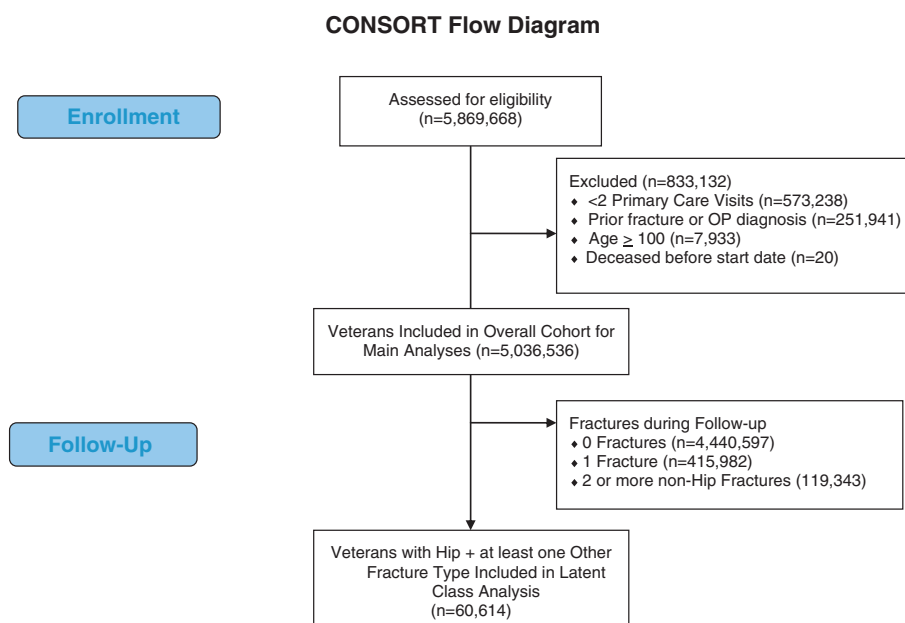 CONSORT Flow Diagram
Enrollment
Assessed for eligibility
(n=5,869,668)
Excluded (n=833,132)
♦ <2 Primary Care Visits (n=573,238)
♦ Prior fracture or OP diagnosis (n=251,941)
♦ Age ≥ 100 (n=7,933)
♦ Deceased before start date (n=20)
Veterans Included in Overall Cohort for
Main Analyses (n=5,036,536)
Follow-Up
Fractures during Follow-up
♦ 0 Fractures (n=4,440,597)
♦ 1 Fracture (n=415,982)
♦ 2 or more non-Hip Fractures (119,343)
Veterans with Hip + at least one Other
Fracture Type Included in Latent
Class Analysis
(n=60,614)